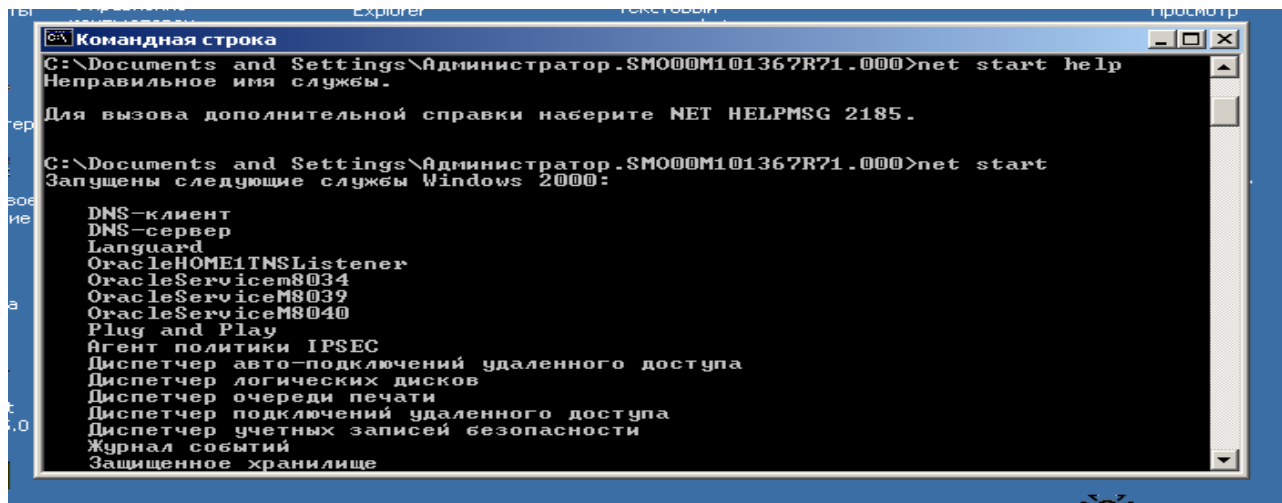 Explorer
Просмотр
Командная строка
C:\Documents and Settings\Администратор.SMO00M101367R71.000>net start help
Неправильное имя службы.
Для вызова дополнительной справки наберите NET HELPMSG 2185.
C:\Documents and Settings\Администратор.SMO00M101367R71.000>net start
Запущены следующие службы Windows 2000:
DNS-клиент
DNS-сервер
Languard
OracleHOME1TNSListener
OracleServicem8034
OracleServiceM8039
OracleServiceM8040
Plug and Play
Агент политики IPSEC
Диспетчер авто-подключений удаленного доступа
Диспетчер логических дисков
Диспетчер очереди печати
Диспетчер подключений удаленного доступа
Диспетчер учетных записей безопасности
Журнал событий
Защищенное хранилище